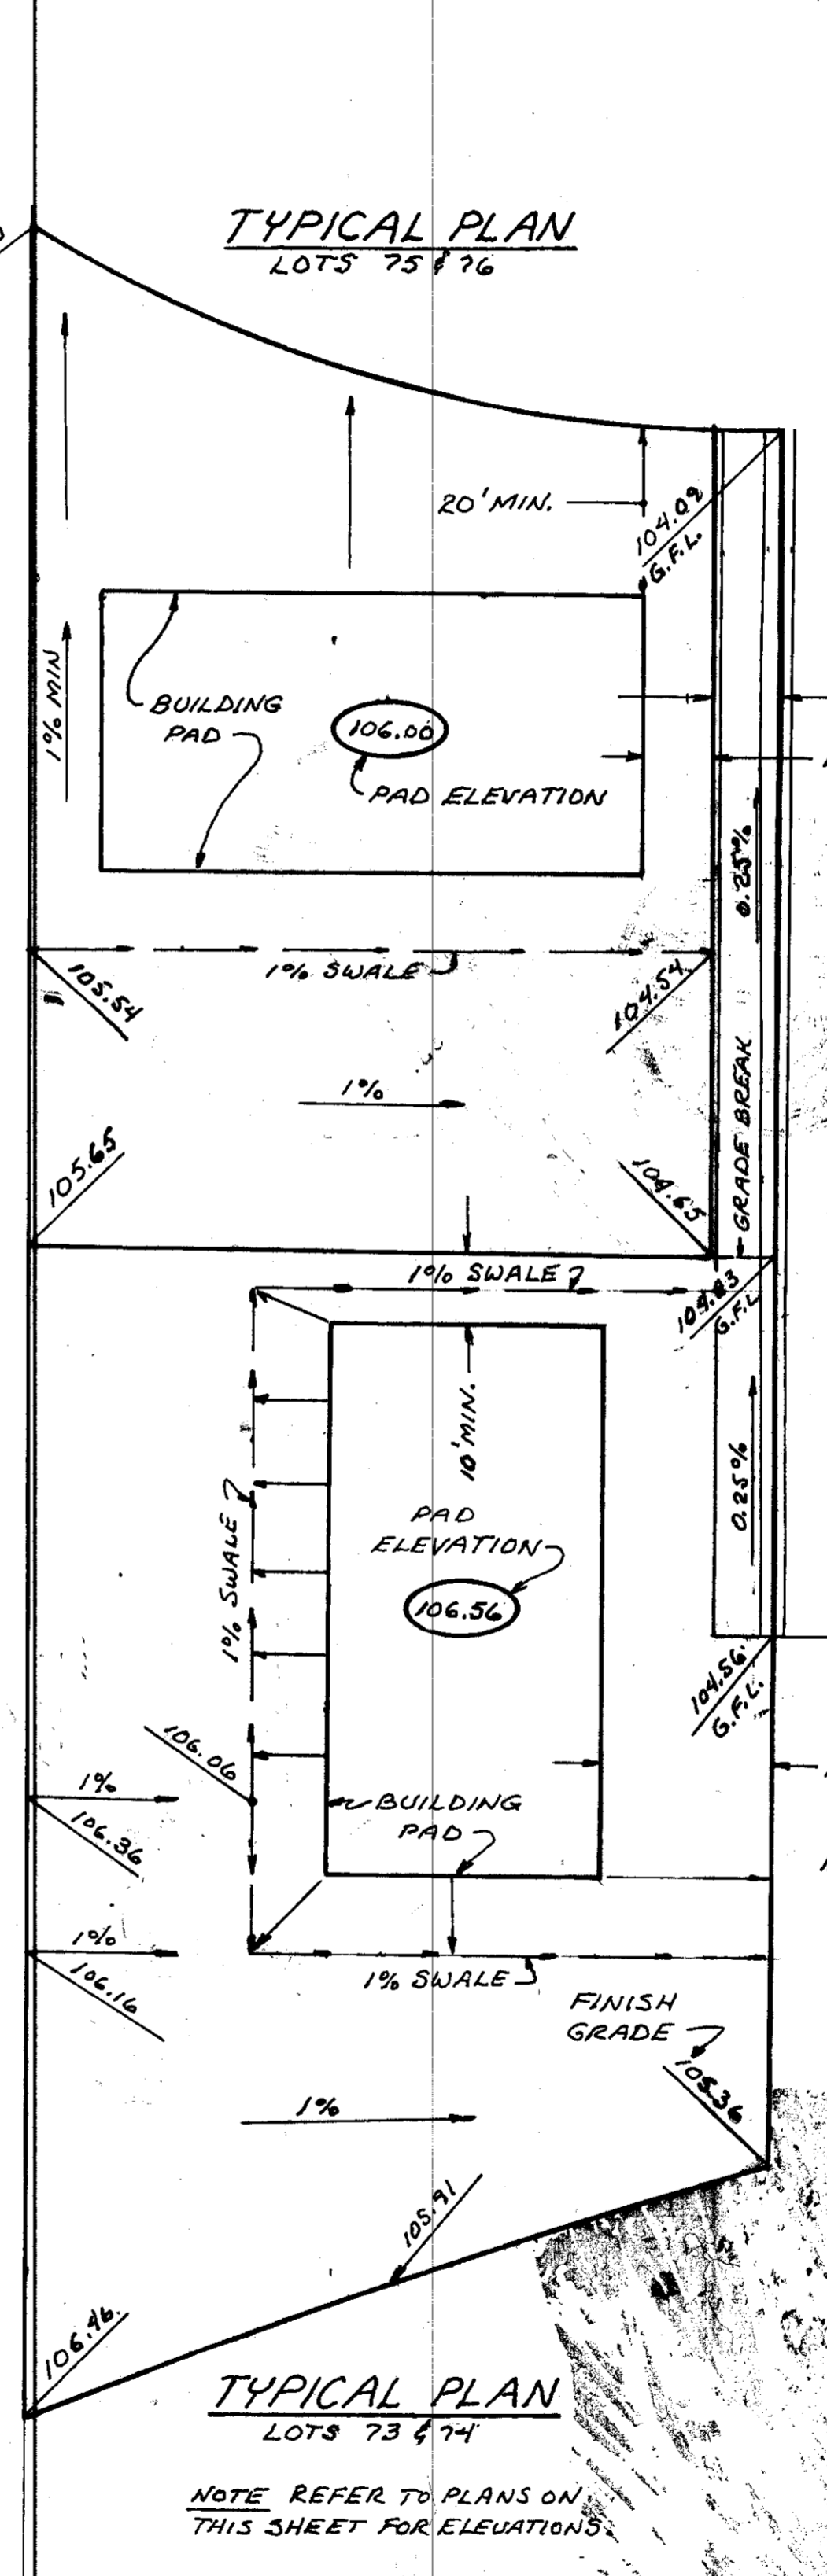 TYPICAL PLAN
LOTS 75 & 76
20' MIN.
104.09
G.F.L.
1% MIN
BUILDING
PAD
106.00
PAD ELEVATION
0.25%
1% SWALE
105.54
104.54
1%
GRADE BREAK
105.65
104.65
1% SWALE
G.F.L.
10' MIN.
1% SWALE
PAD
ELEVATION
106.56
0.25%
104.56
G.F.L.
106.06
1%
106.36
BUILDING
PAD
1%
106.16
1% SWALE
FINISH
GRADE
105.36
1%
105.91
106.46
TYPICAL PLAN
LOTS 73 & 74
NOTE REFER TO PLANS ON
THIS SHEET FOR ELEVATIONS.